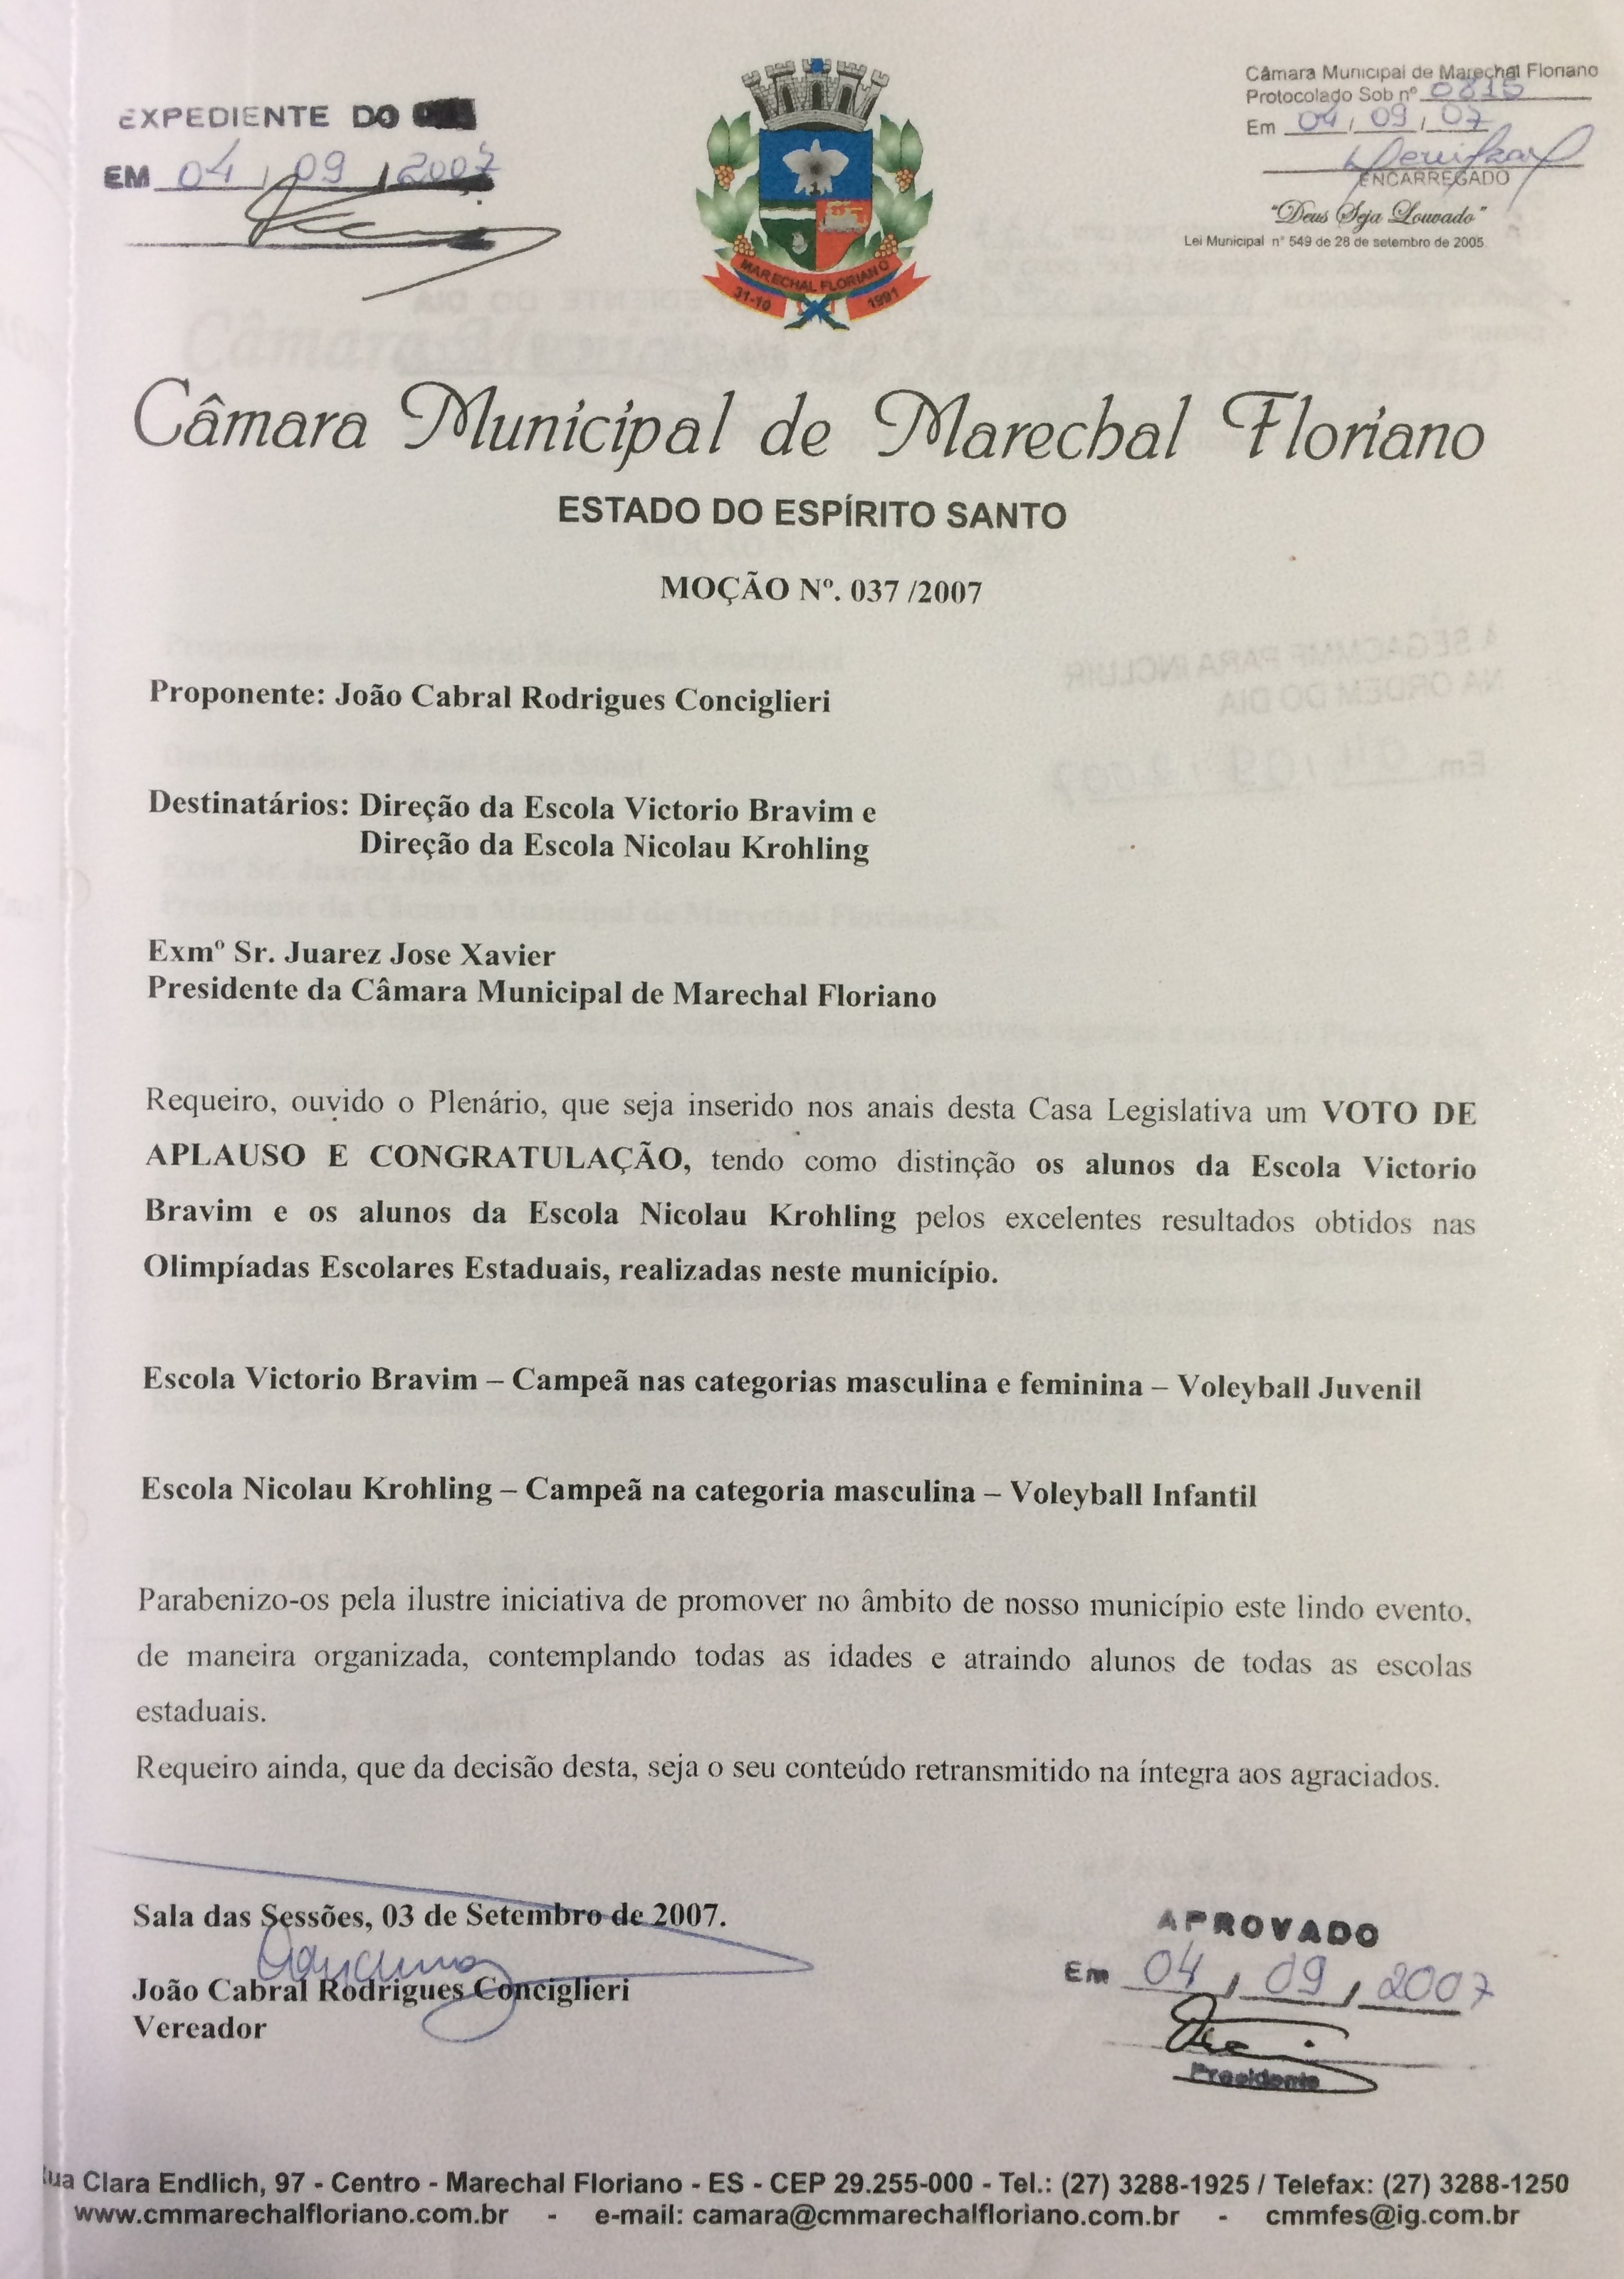 EXPEDIENTE DO
EM 04 / 09 / 2007
Câmara Municipal de Marechal Floriano
Protocolado Sob nº 0815
Em 04 / 09 / 07
ENCARREGADO
"Deus Seja Louvado"
Lei Municipal nº 549 de 28 de setembro de 2005
MARECHAL FLORIANO
31-10 1991
Câmara Municipal de Marechal Floriano
ESTADO DO ESPÍRITO SANTO
MOÇÃO Nº. 037 /2007
Proponente: João Cabral Rodrigues Conciglieri
Destinatários: Direção da Escola Victorio Bravim e
Direção da Escola Nicolau Krohling
Exmº Sr. Juarez Jose Xavier
Presidente da Câmara Municipal de Marechal Floriano
Requeiro, ouvido o Plenário, que seja inserido nos anais desta Casa Legislativa um VOTO DE
APLAUSO E CONGRATULAÇÃO, tendo como distinção os alunos da Escola Victorio
Bravim e os alunos da Escola Nicolau Krohling pelos excelentes resultados obtidos nas
Olimpíadas Escolares Estaduais, realizadas neste município.
Escola Victorio Bravim – Campeã nas categorias masculina e feminina – Voleyball Juvenil
Escola Nicolau Krohling – Campeã na categoria masculina – Voleyball Infantil
Parabenizo-os pela ilustre iniciativa de promover no âmbito de nosso município este lindo evento,
de maneira organizada, contemplando todas as idades e atraindo alunos de todas as escolas
estaduais.
Requeiro ainda, que da decisão desta, seja o seu conteúdo retransmitido na íntegra aos agraciados.
Sala das Sessões, 03 de Setembro de 2007.
João Cabral Rodrigues Conciglieri
Vereador
APROVADO
Em 04 / 09 / 2007
Presidente
Rua Clara Endlich, 97 - Centro - Marechal Floriano - ES - CEP 29.255-000 - Tel.: (27) 3288-1925 / Telefax: (27) 3288-1250
www.cmmarechalfloriano.com.br - e-mail: camara@cmmarechalfloriano.com.br - cmmfes@ig.com.br